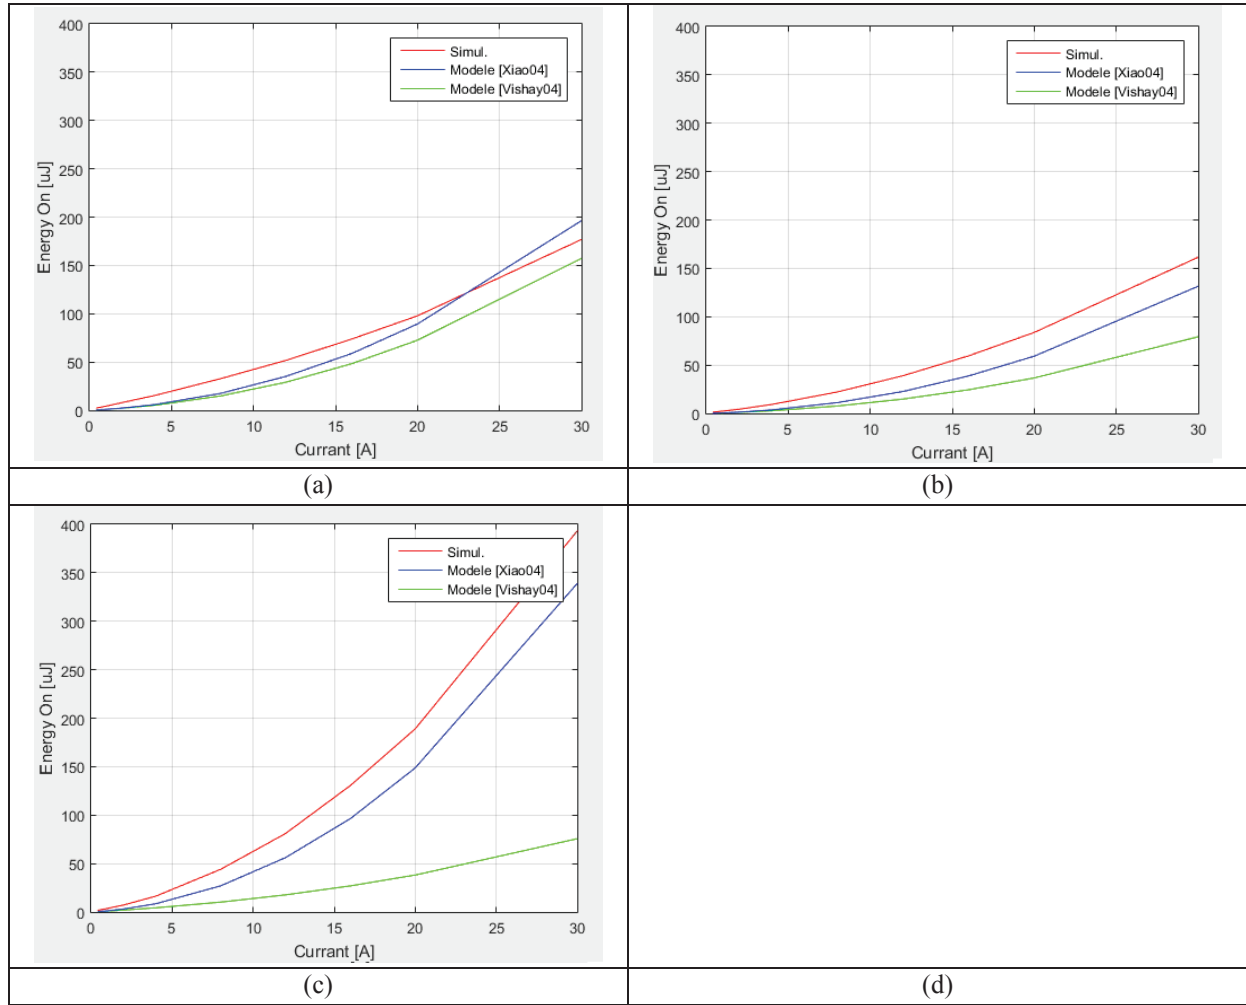 400
350
300
250
200
150
100
50
0
Energy On [uJ]
Simul.
Modele [Xiao04]
Modele [Vishay04]
0 5 10 15 20 25 30
Currant [A]
(a)
400
350
300
250
200
150
100
50
0
Energy On [uJ]
Simul.
Modele [Xiao04]
Modele [Vishay04]
0 5 10 15 20 25 30
Currant [A]
(b)
400
350
300
250
200
150
100
50
0
Energy On [uJ]
Simul.
Modele [Xiao04]
Modele [Vishay04]
0 5 10 15 20 25 30
Currant [A]
(c)
(d)